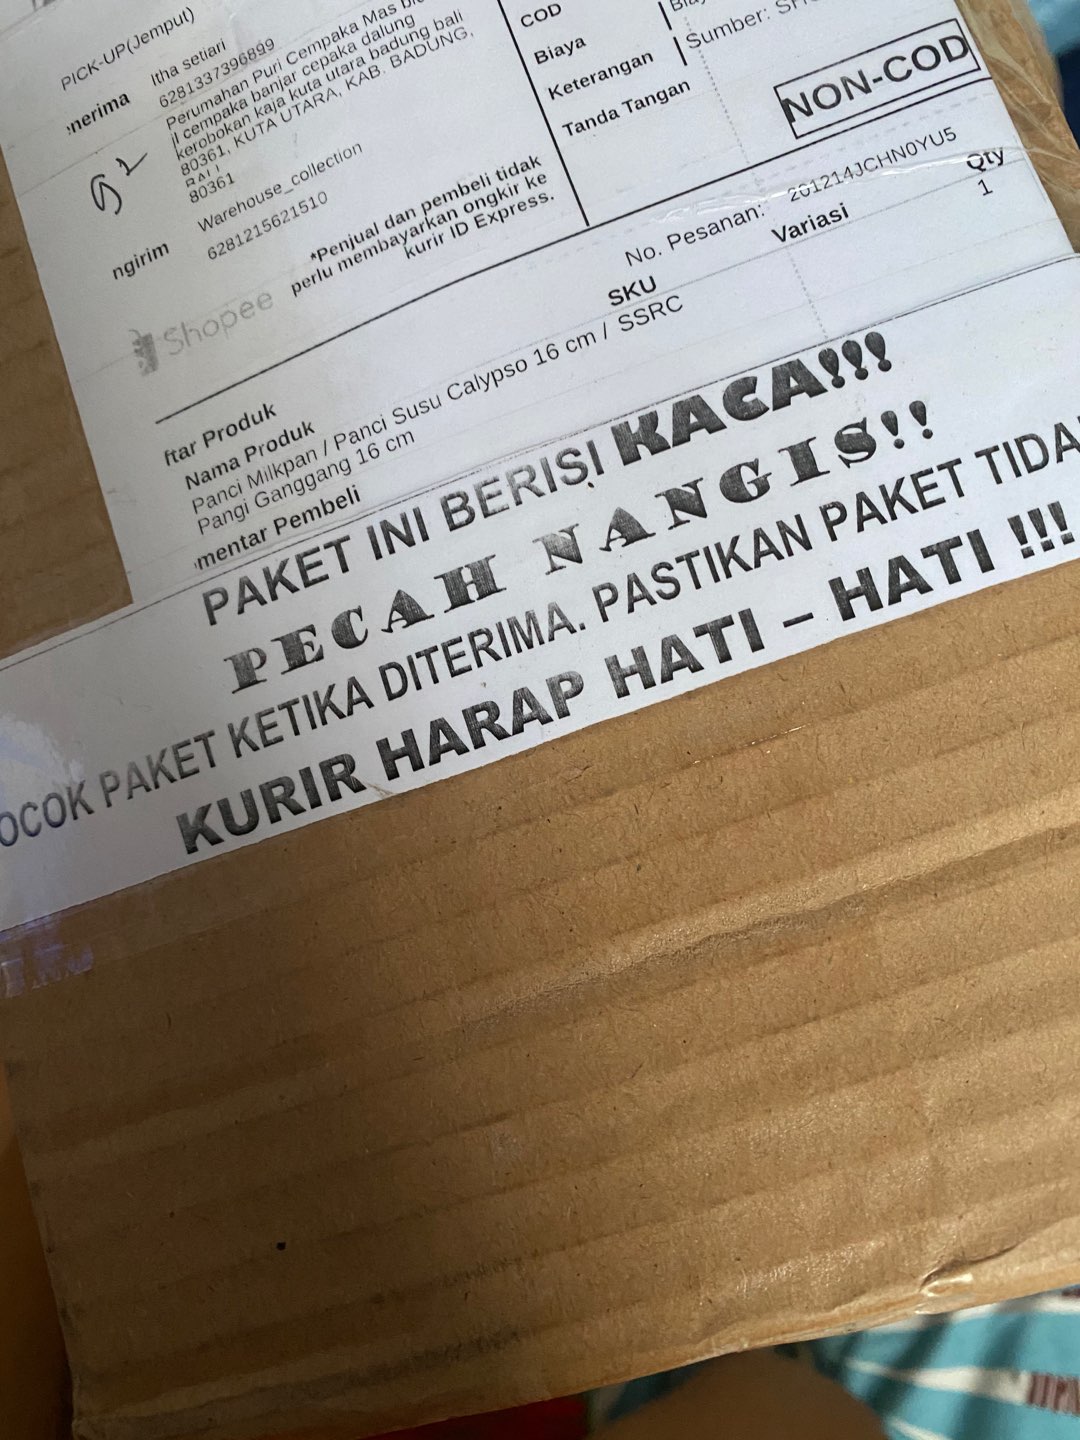 PICK-UP(Jemput)
Itha setiari
6281337396899
Perumahan Puri Cempaka Mas
jl cempaka banjar cepaka dalung
kerobokan kaja kuta utara badung bali
80361, KUTA UTARA, KAB. BADUNG,
BALI
80361
nerima
52
ngirim
Warehouse_collection
6281215621510
*Penjual dan pembeli tidak
perlu membayarkan ongkir ke
kurir ID Express.
Shopee
COD
Biaya
Keterangan
Tanda Tangan
Sumber:
NON-COD
No. Pesanan: 201214JCHN0YU5
ftar Produk
Nama Produk SKU Variasi Qty
Panci Milkpan / Panci Susu Calypso 16 cm / SSRC 1
Pangi Ganggang 16 cm
mentar Pembeli
PAKET INI BERISI KACA!!!
PECAH NANGIS!!
OCOK PAKET KETIKA DITERIMA. PASTIKAN PAKET TIDA
KURIR HARAP HATI – HATI !!!